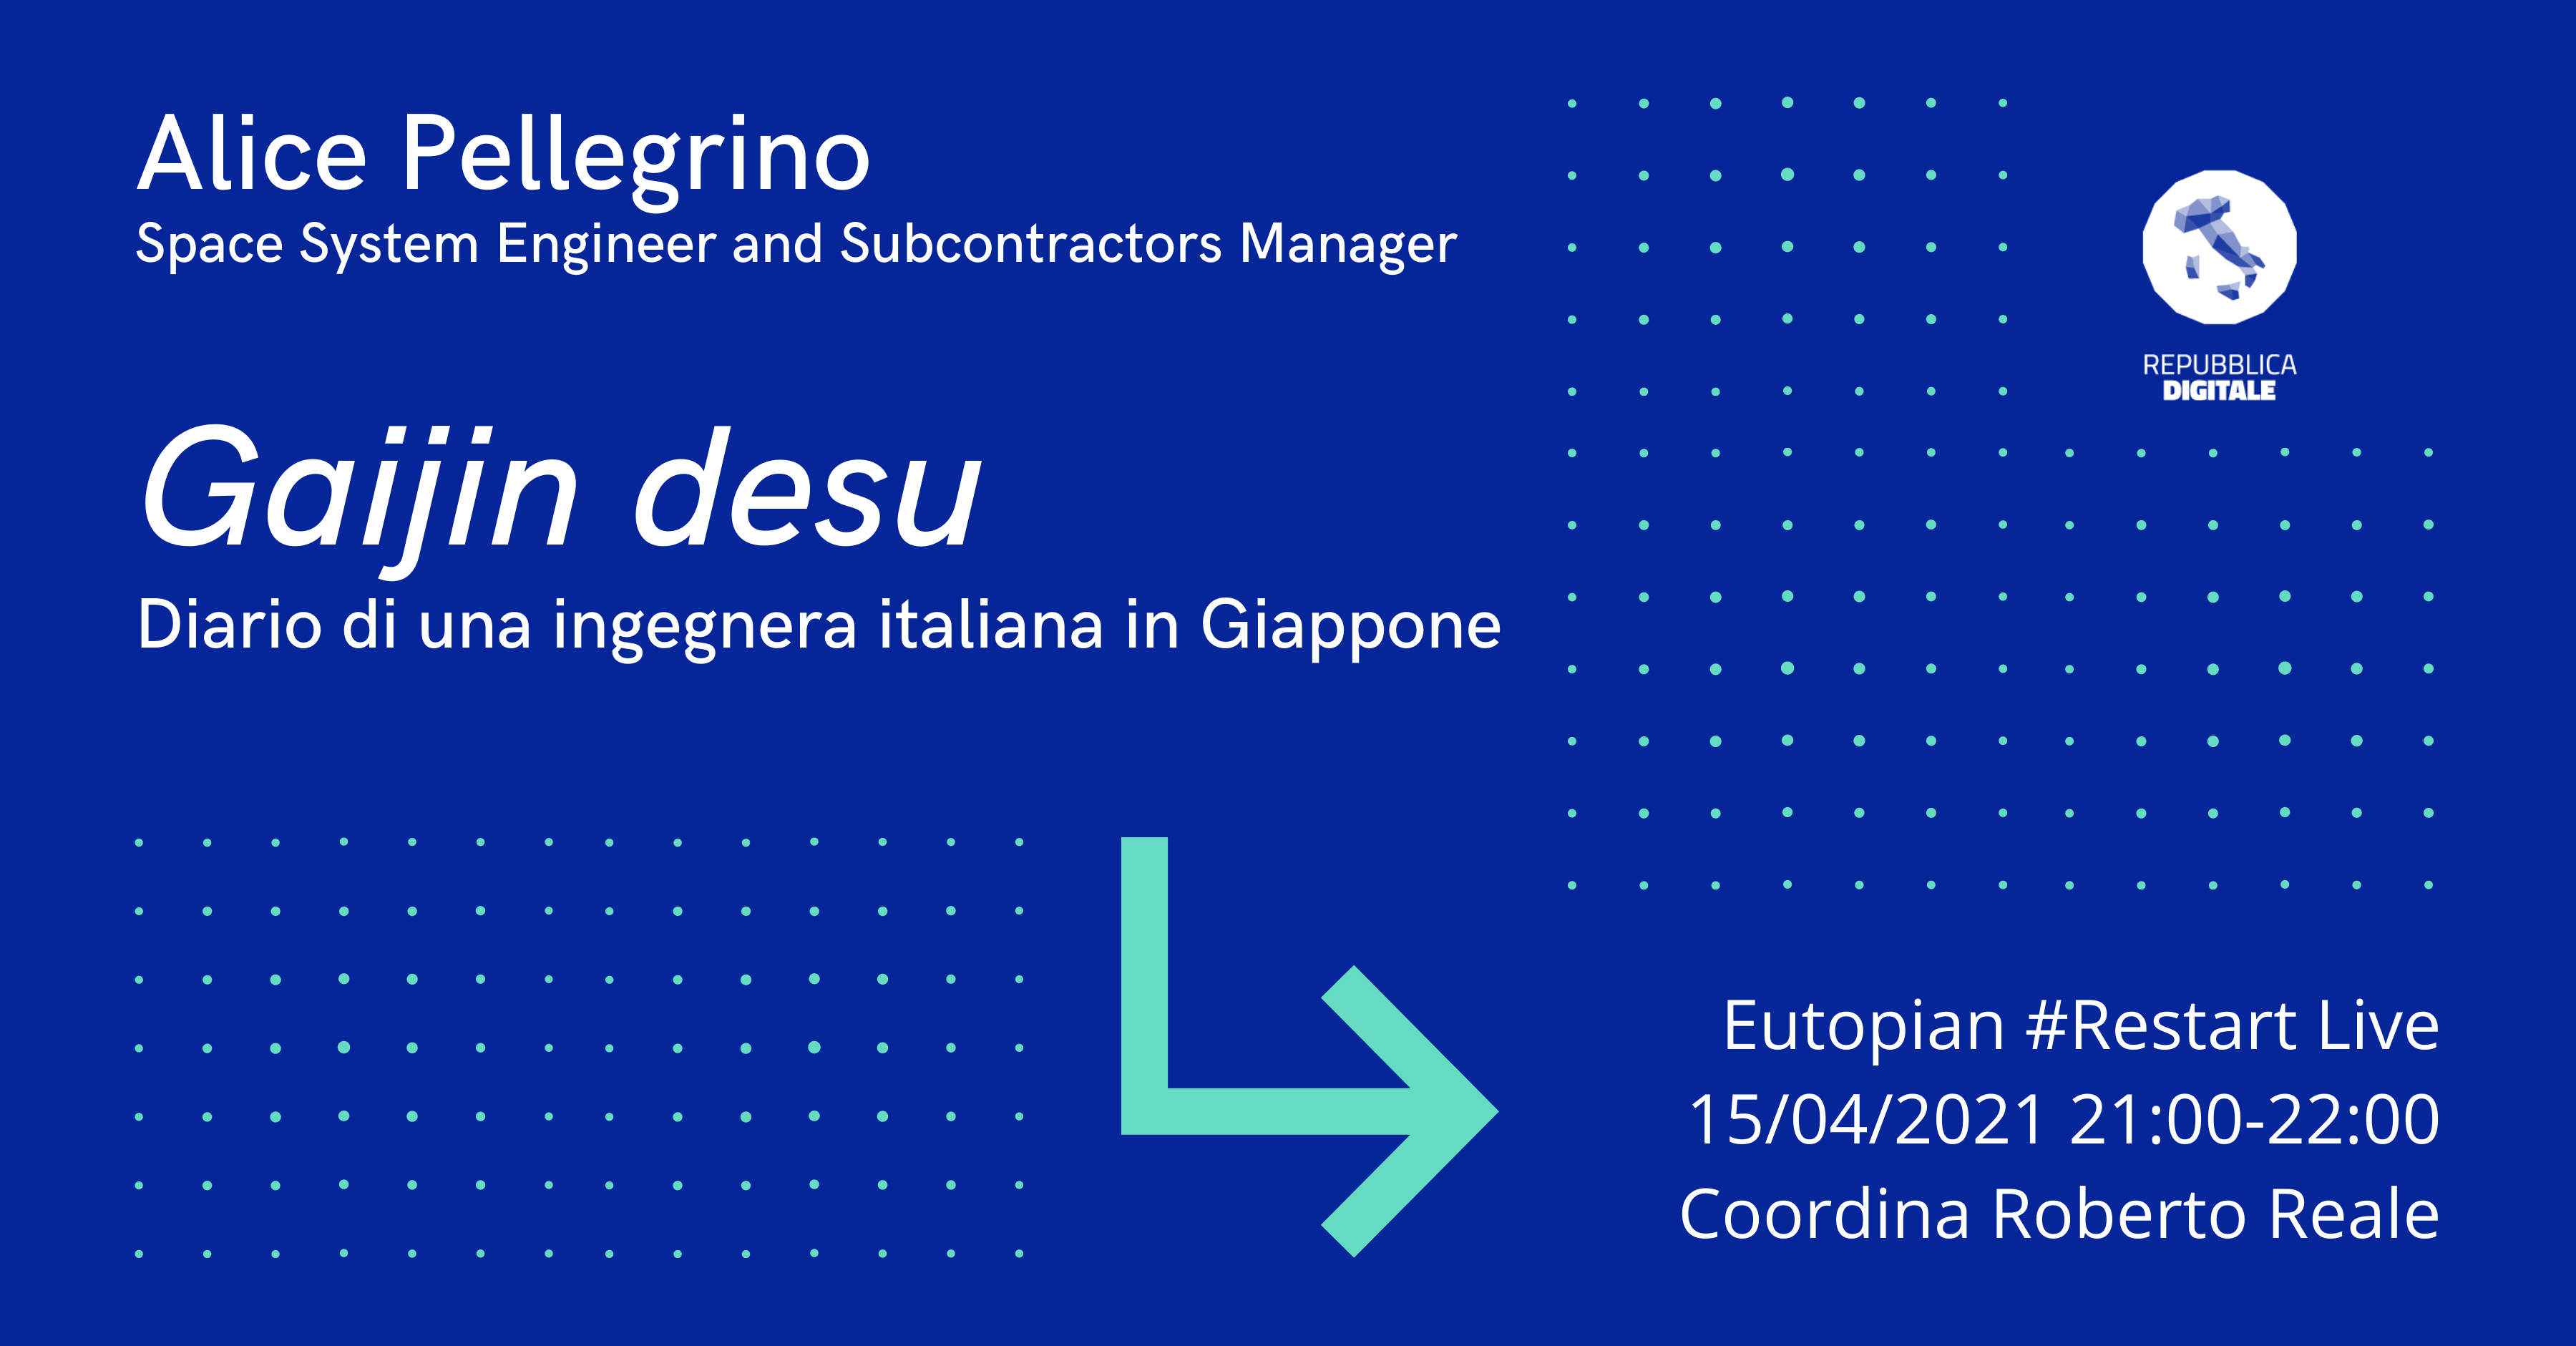 Alice Pellegrino
Space System Engineer and Subcontractors Manager
REPUBBLICA
DIGITALE
Gaijin desu
Diario di una ingegnera italiana in Giappone
Eutopian #Restart Live
15/04/2021 21:00-22:00
Coordina Roberto Reale